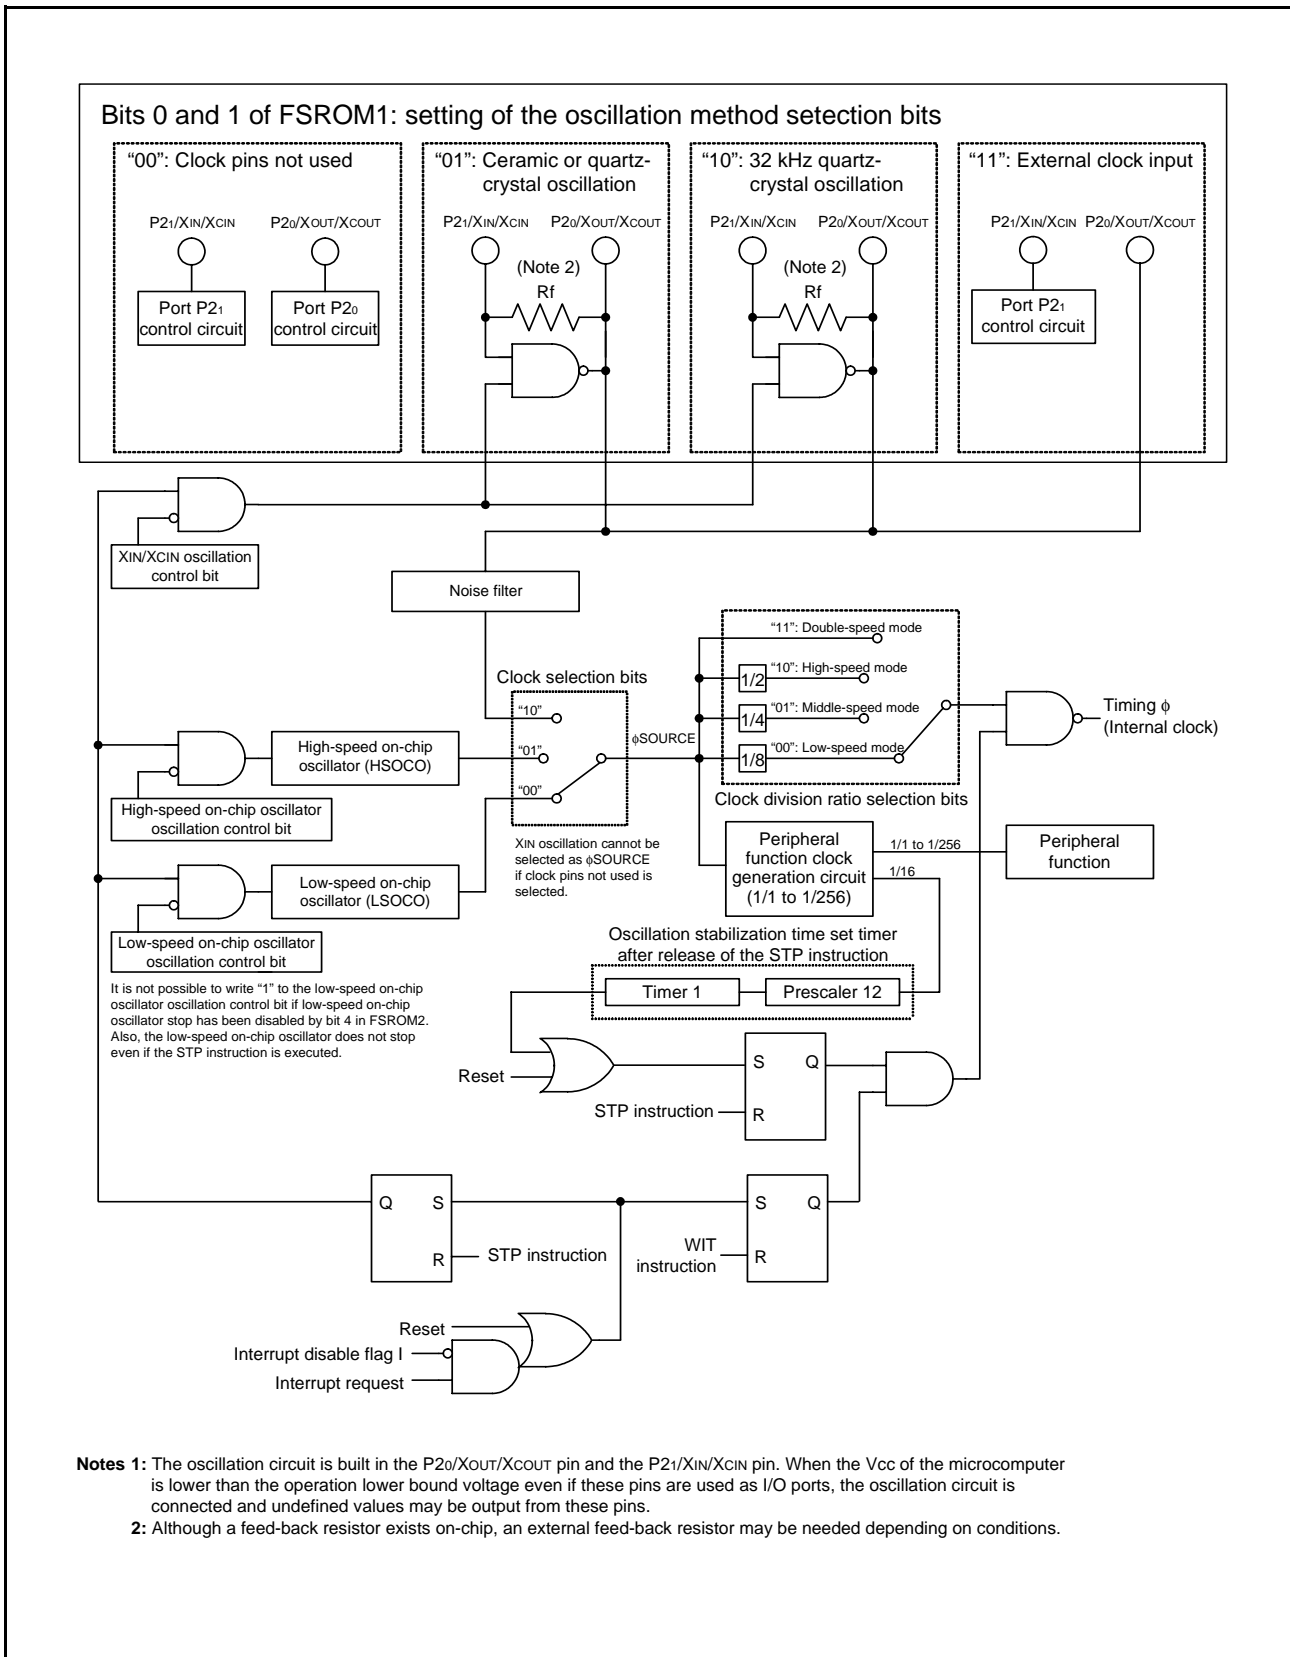 Bits 0 and 1 of FSROM1: setting of the oscillation method setection bits
“00”: Clock pins not used
P21/XIN/XCIN
P20/XOUT/XCOUT
Port P21
control circuit
Port P20
control circuit
“01”: Ceramic or quartz-
crystal oscillation
P21/XIN/XCIN
P20/XOUT/XCOUT
(Note 2)
Rf
“10”: 32 kHz quartz-
crystal oscillation
P21/XIN/XCIN
P20/XOUT/XCOUT
(Note 2)
Rf
“11”: External clock input
P21/XIN/XCIN
P20/XOUT/XCOUT
Port P21
control circuit
XIN/XCIN oscillation
control bit
Noise filter
Clock selection bits
“10”
“01”
“00”
φSOURCE
XIN oscillation cannot be
selected as φSOURCE
if clock pins not used is
selected.
“11”: Double-speed mode
1/2
“10”: High-speed mode
1/4
“01”: Middle-speed mode
1/8
“00”: Low-speed mode
Clock division ratio selection bits
Timing φ
(Internal clock)
High-speed on-chip
oscillator (HSOCO)
High-speed on-chip oscillator
oscillation control bit
Low-speed on-chip
oscillator (LSOCO)
Low-speed on-chip oscillator
oscillation control bit
It is not possible to write “1” to the low-speed on-chip
oscillator oscillation control bit if low-speed on-chip
oscillator stop has been disabled by bit 4 in FSROM2.
Also, the low-speed on-chip oscillator does not stop
even if the STP instruction is executed.
Peripheral
function clock
generation circuit
(1/1 to 1/256)
1/1 to 1/256
1/16
Peripheral
function
Oscillation stabilization time set timer
after release of the STP instruction
Timer 1
Prescaler 12
Reset
STP instruction
S
Q
R
Q
S
R
STP instruction
WIT
instruction
S
Q
R
Reset
Interrupt disable flag I
Interrupt request
Notes 1: The oscillation circuit is built in the P20/XOUT/XCOUT pin and the P21/XIN/XCIN pin. When the Vcc of the microcomputer
is lower than the operation lower bound voltage even if these pins are used as I/O ports, the oscillation circuit is
connected and undefined values may be output from these pins.
2: Although a feed-back resistor exists on-chip, an external feed-back resistor may be needed depending on conditions.